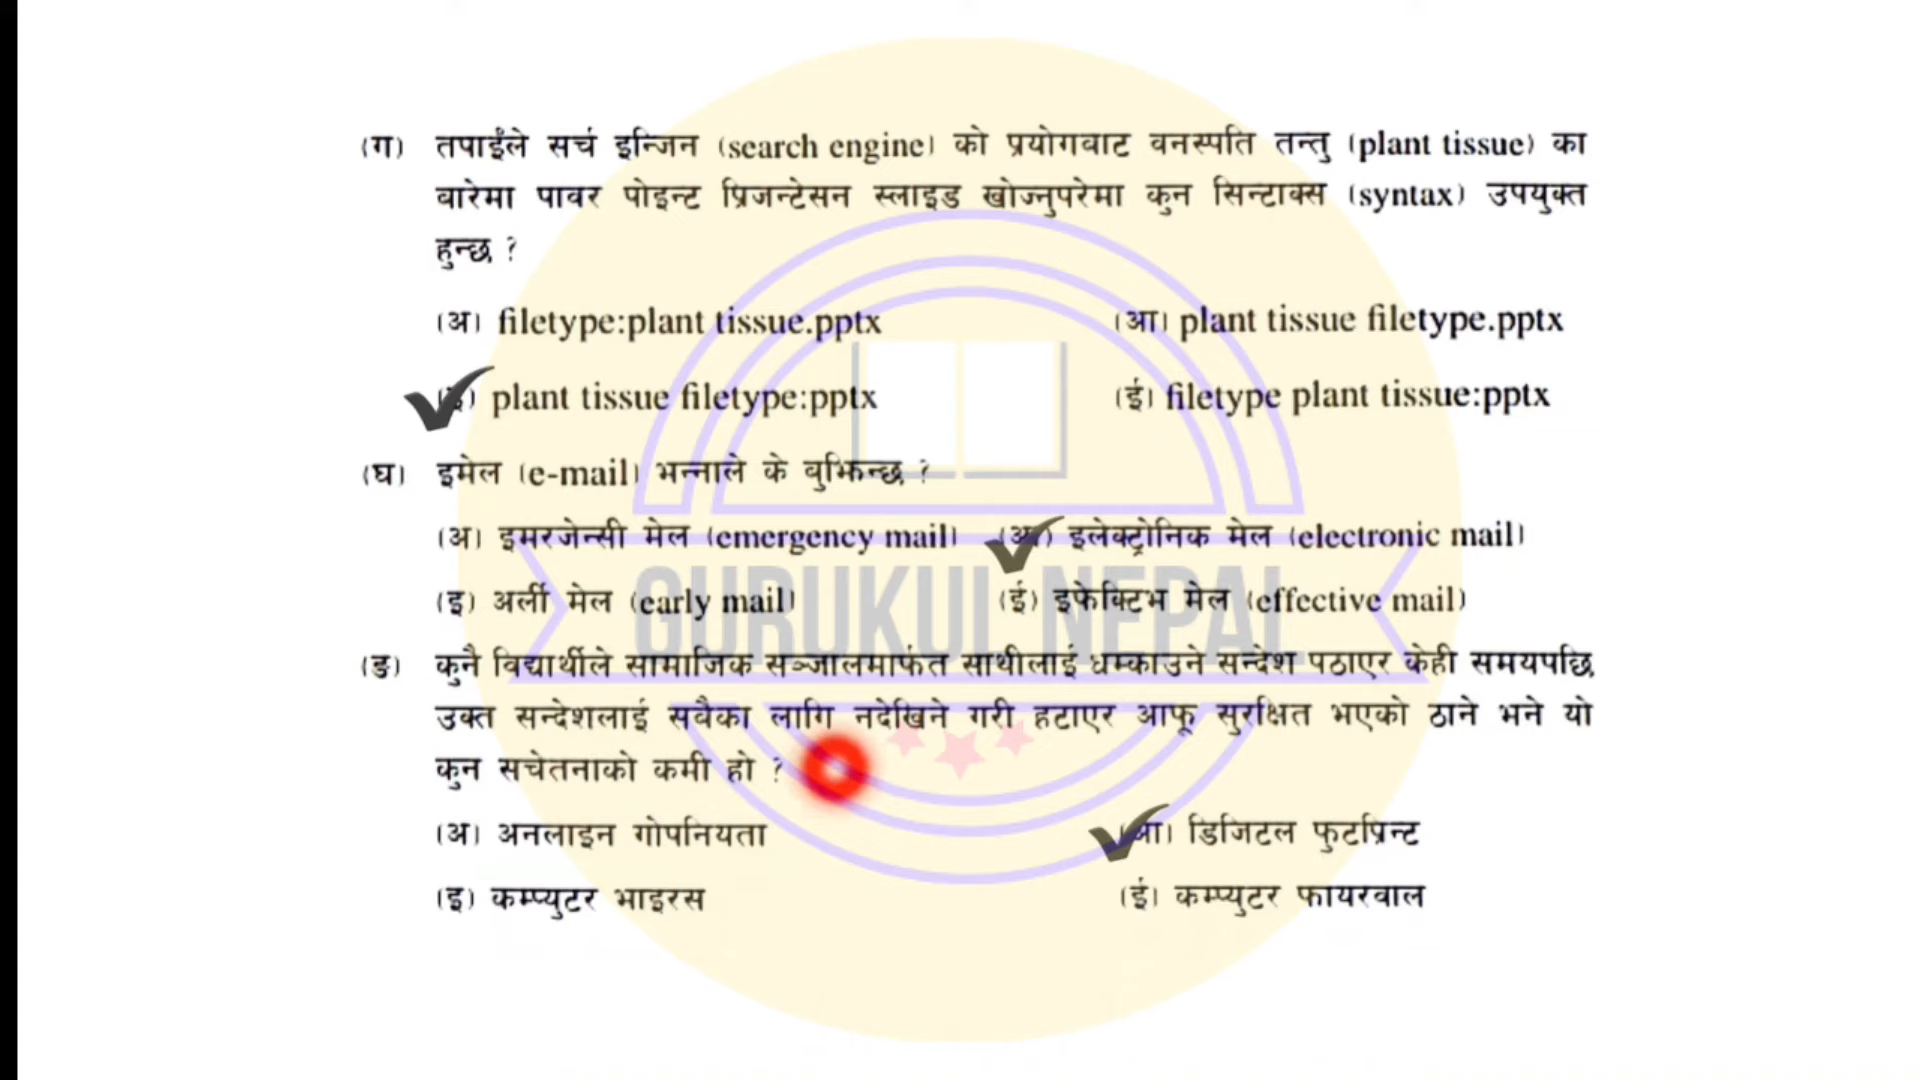 (ग) तपाईंले सर्च इन्जिन (search engine) को प्रयोगबाट वनस्पति तन्तु (plant tissue) का
बारेमा पावर पोइन्ट प्रिजन्टेसन स्लाइड खोज्नुपरेमा कुन सिन्टाक्स (syntax) उपयुक्त
हुन्छ ?
(अ) filetype:plant tissue.pptx (आ) plant tissue filetype.pptx
(इ) plant tissue filetype:pptx (ई) filetype plant tissue:pptx
(घ) इमेल (e-mail) भन्नाले के बुझिन्छ ?
(अ) इमरजेन्सी मेल (emergency mail) (आ) इलेक्ट्रोनिक मेल (electronic mail)
(इ) अर्ली मेल (early mail) (ई) इफेक्टिभ मेल (effective mail)
GURUKUL NEPAL
(ङ) कुनै विद्यार्थीले सामाजिक सञ्जालमार्फत साथीलाई धम्काउने सन्देश पठाएर केही समयपछि
उक्त सन्देशलाई सबैका लागि नदेखिने गरी हटाएर आफू सुरक्षित भएको ठाने भने यो
कुन सचेतनाको कमी हो ?
(अ) अनलाइन गोपनियता (आ) डिजिटल फुटप्रिन्ट
(इ) कम्प्युटर भाइरस (ई) कम्प्युटर फायरवाल